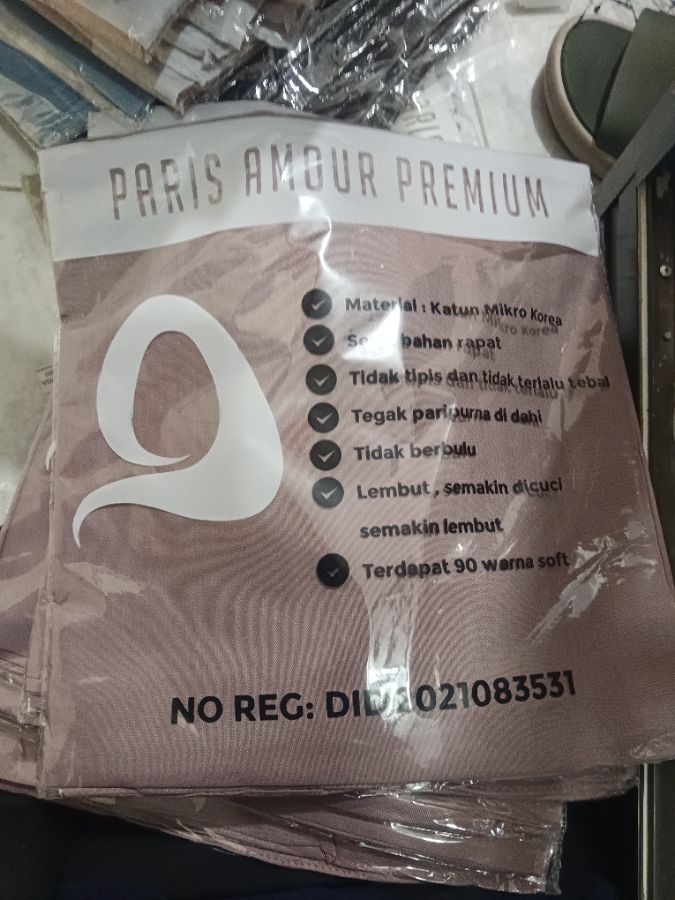 PARIS AMOUR PREMIUM
Material : Katun Mikro Korea
bahan rapat
Tidak tipis dan tidak terlalu tebal
Tegak paripurna di dahi
Tidak berbulu
Lembut , semakin dicuci
semakin lembut
Terdapat 90 warna soft
NO REG: DID2021083531